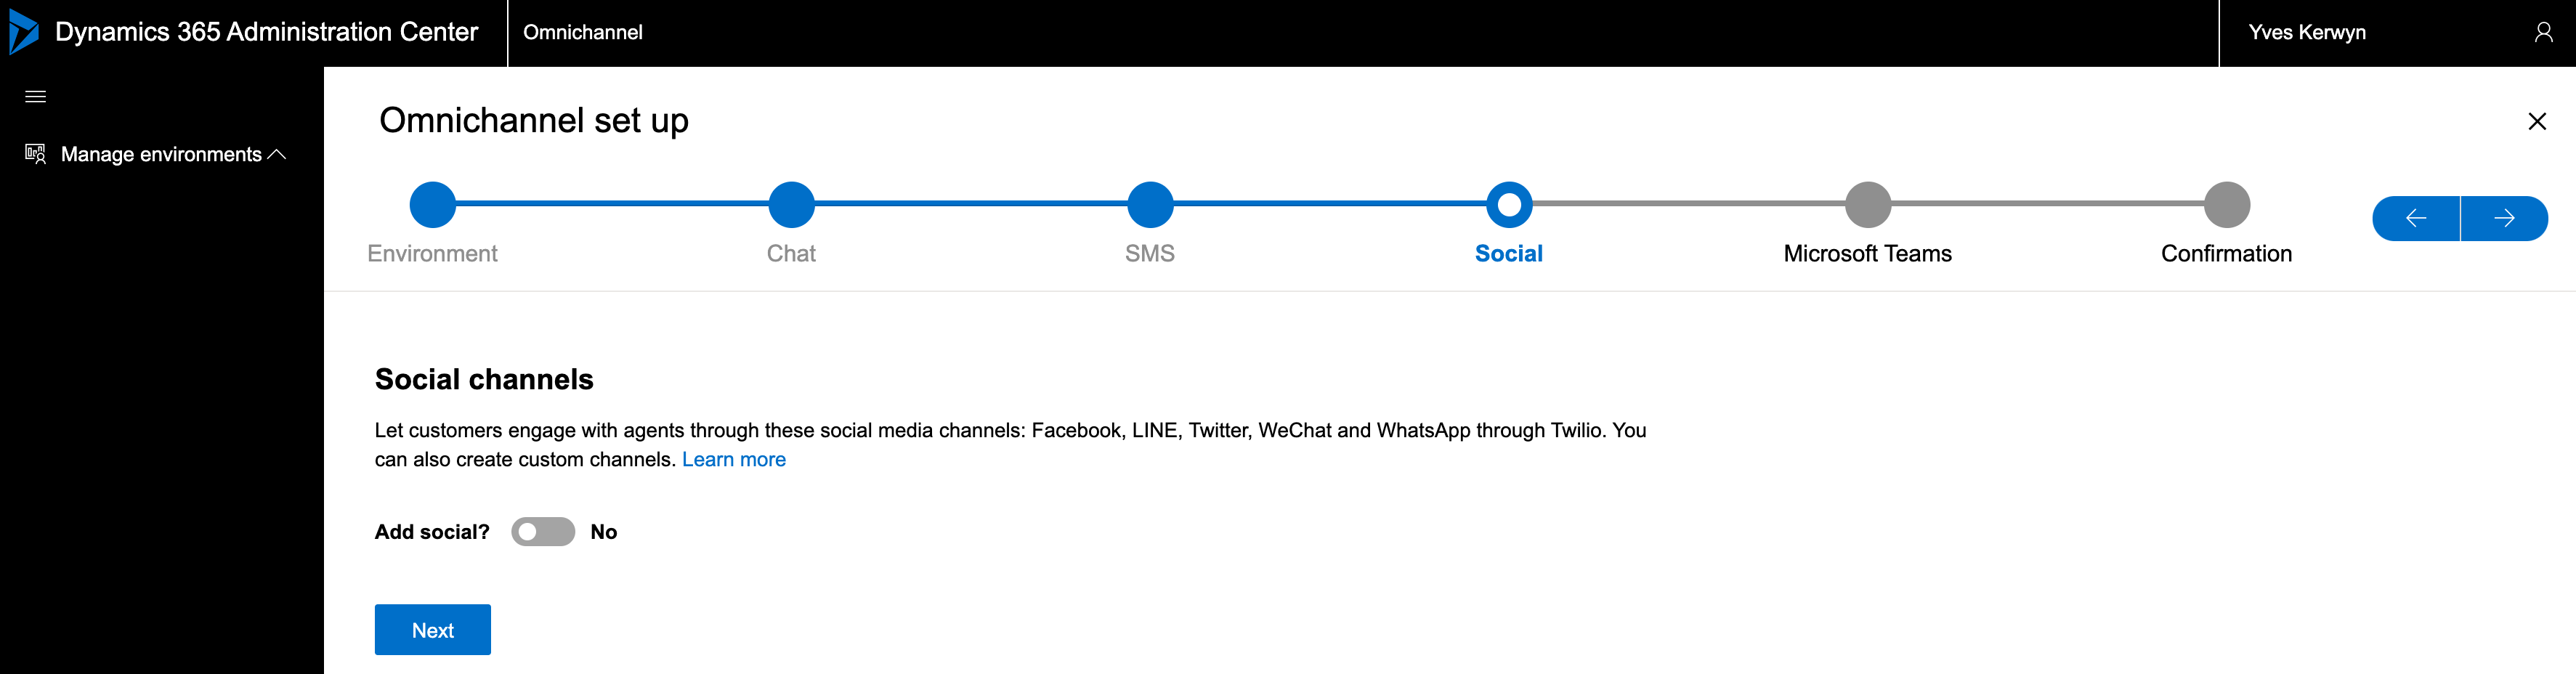 Dynamics 365 Administration Center
Omnichannel
Yves Kerwyn
Manage environments
Omnichannel set up
Environment
Chat
SMS
Social
Microsoft Teams
Confirmation
Social channels
Let customers engage with agents through these social media channels: Facebook, LINE, Twitter, WeChat and WhatsApp through Twilio. You
can also create custom channels. Learn more
Add social?
No
Next